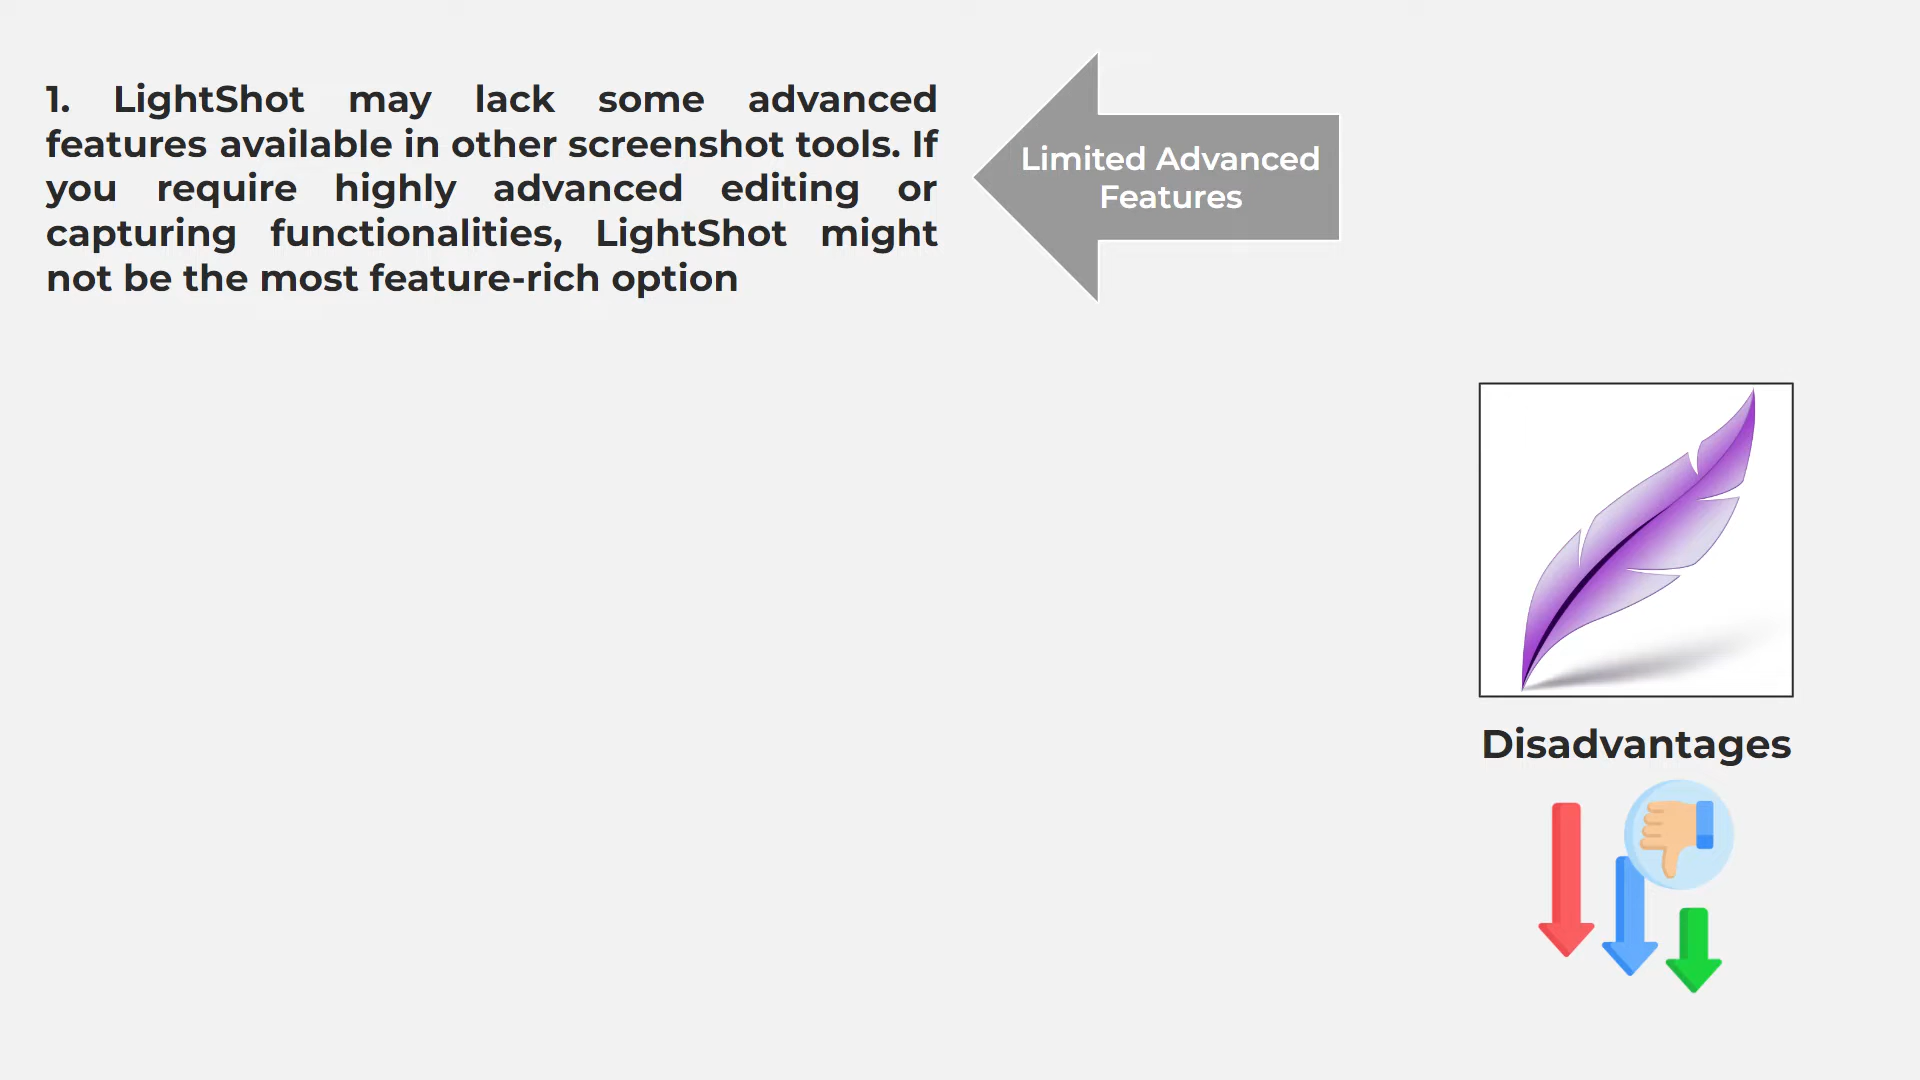 1. LightShot may lack some advanced
features available in other screenshot tools. If
you require highly advanced editing or
capturing functionalities, LightShot might
not be the most feature-rich option
Limited Advanced
Features
Disadvantages